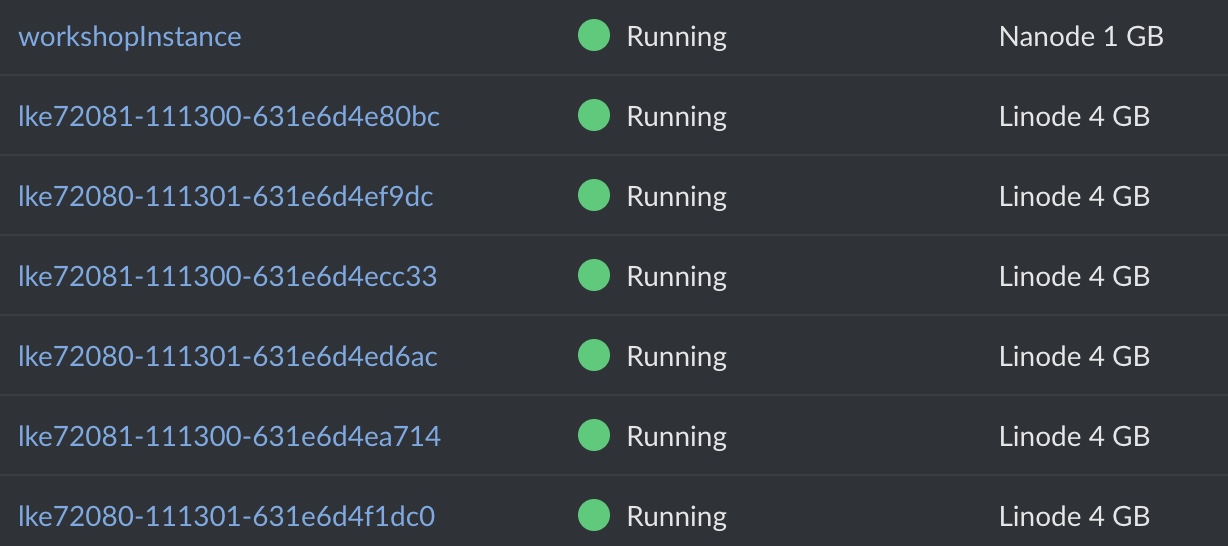 workshopInstance Running Nanode 1 GB
lke72081-111300-631e6d4e80bc Running Linode 4 GB
lke72080-111301-631e6d4ef9dc Running Linode 4 GB
lke72081-111300-631e6d4ecc33 Running Linode 4 GB
lke72080-111301-631e6d4ed6ac Running Linode 4 GB
lke72081-111300-631e6d4ea714 Running Linode 4 GB
lke72080-111301-631e6d4f1dc0 Running Linode 4 GB